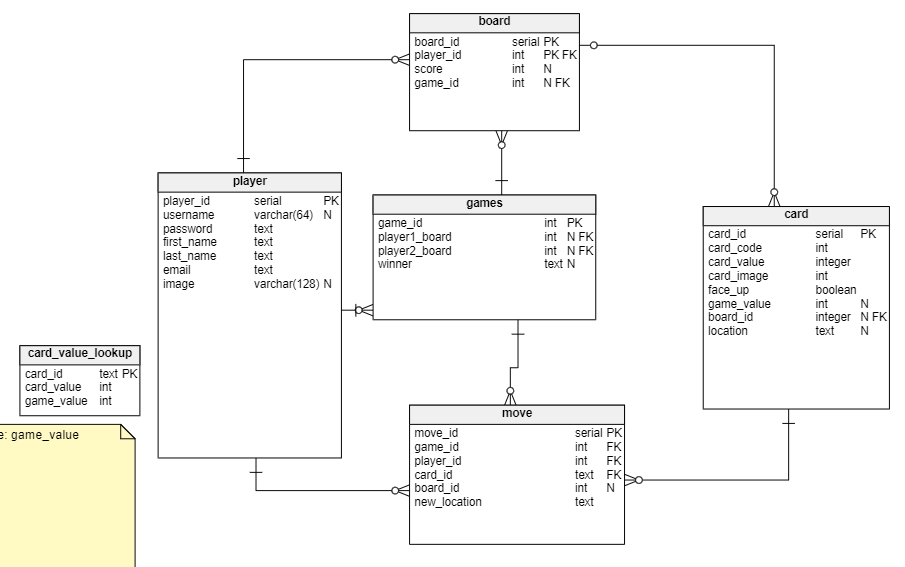 board
board_id serial PK
player_id int PK FK
score int N
game_id int N FK
player
player_id serial PK
username varchar(64) N
password text
first_name text
last_name text
email text
image varchar(128) N
games
game_id int PK
player1_board int N FK
player2_board int N FK
winner text N
card
card_id serial PK
card_code int
card_value integer
card_image int
face_up boolean
game_value int N
board_id integer N FK
location text N
card_value_lookup
card_id text PK
card_value int
game_value int
e: game_value
move
move_id serial PK
game_id int FK
player_id int FK
card_id text FK
board_id int N
new_location text